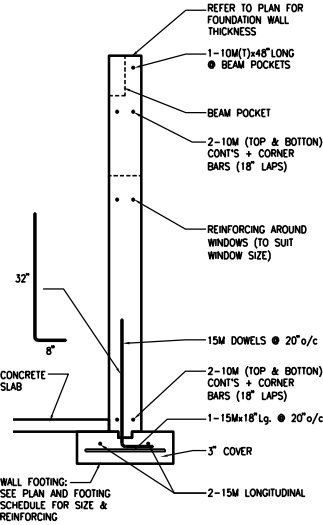 REFER TO PLAN FOR
FOUNDATION WALL
THICKNESS
1-10M(T)x48"LONG
@ BEAM POCKETS
BEAM POCKET
2-10M (TOP & BOTTON)
CONT'S + CORNER
BARS (18" LAPS)
REINFORCING AROUND
WINDOWS (TO SUIT
WINDOW SIZE)
32"
8"
15M DOWELS @ 20"o/c
CONCRETE
SLAB
2-10M (TOP & BOTTON)
CONT'S + CORNER
BARS (18" LAPS)
1-15Mx18"Lg. @ 20"o/c
3" COVER
WALL FOOTING:
SEE PLAN AND FOOTING
SCHEDULE FOR SIZE &
REINFORCING
2-15M LONGITUDINAL